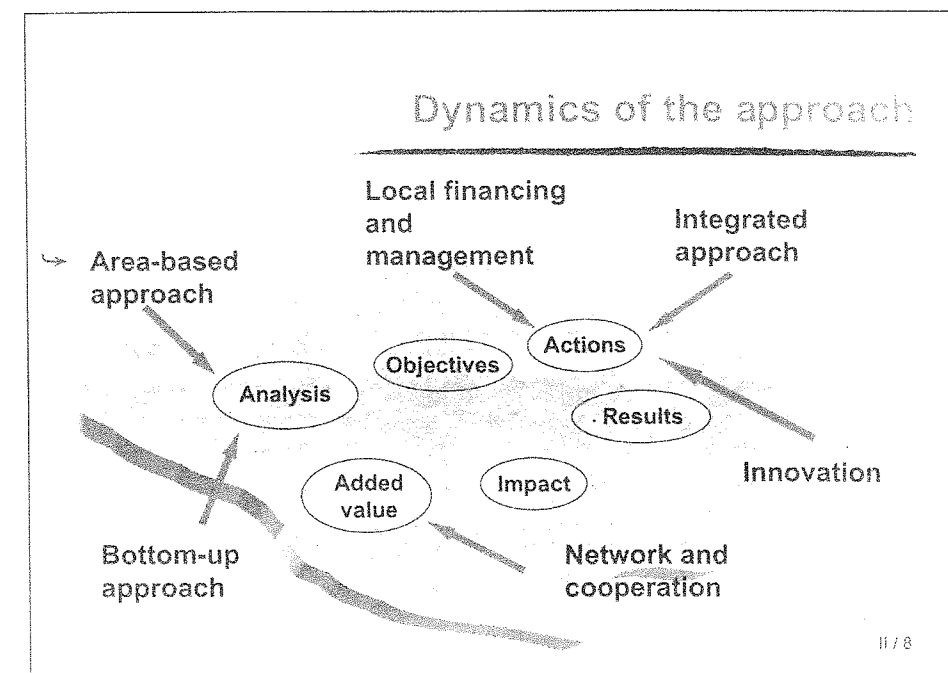 Dynamics of the approach
Local financing
and
management
Integrated
approach
Area-based
approach
Actions
Objectives
Analysis
Results
Innovation
Added
value
Impact
Bottom-up
approach
Network and
cooperation
II / 8